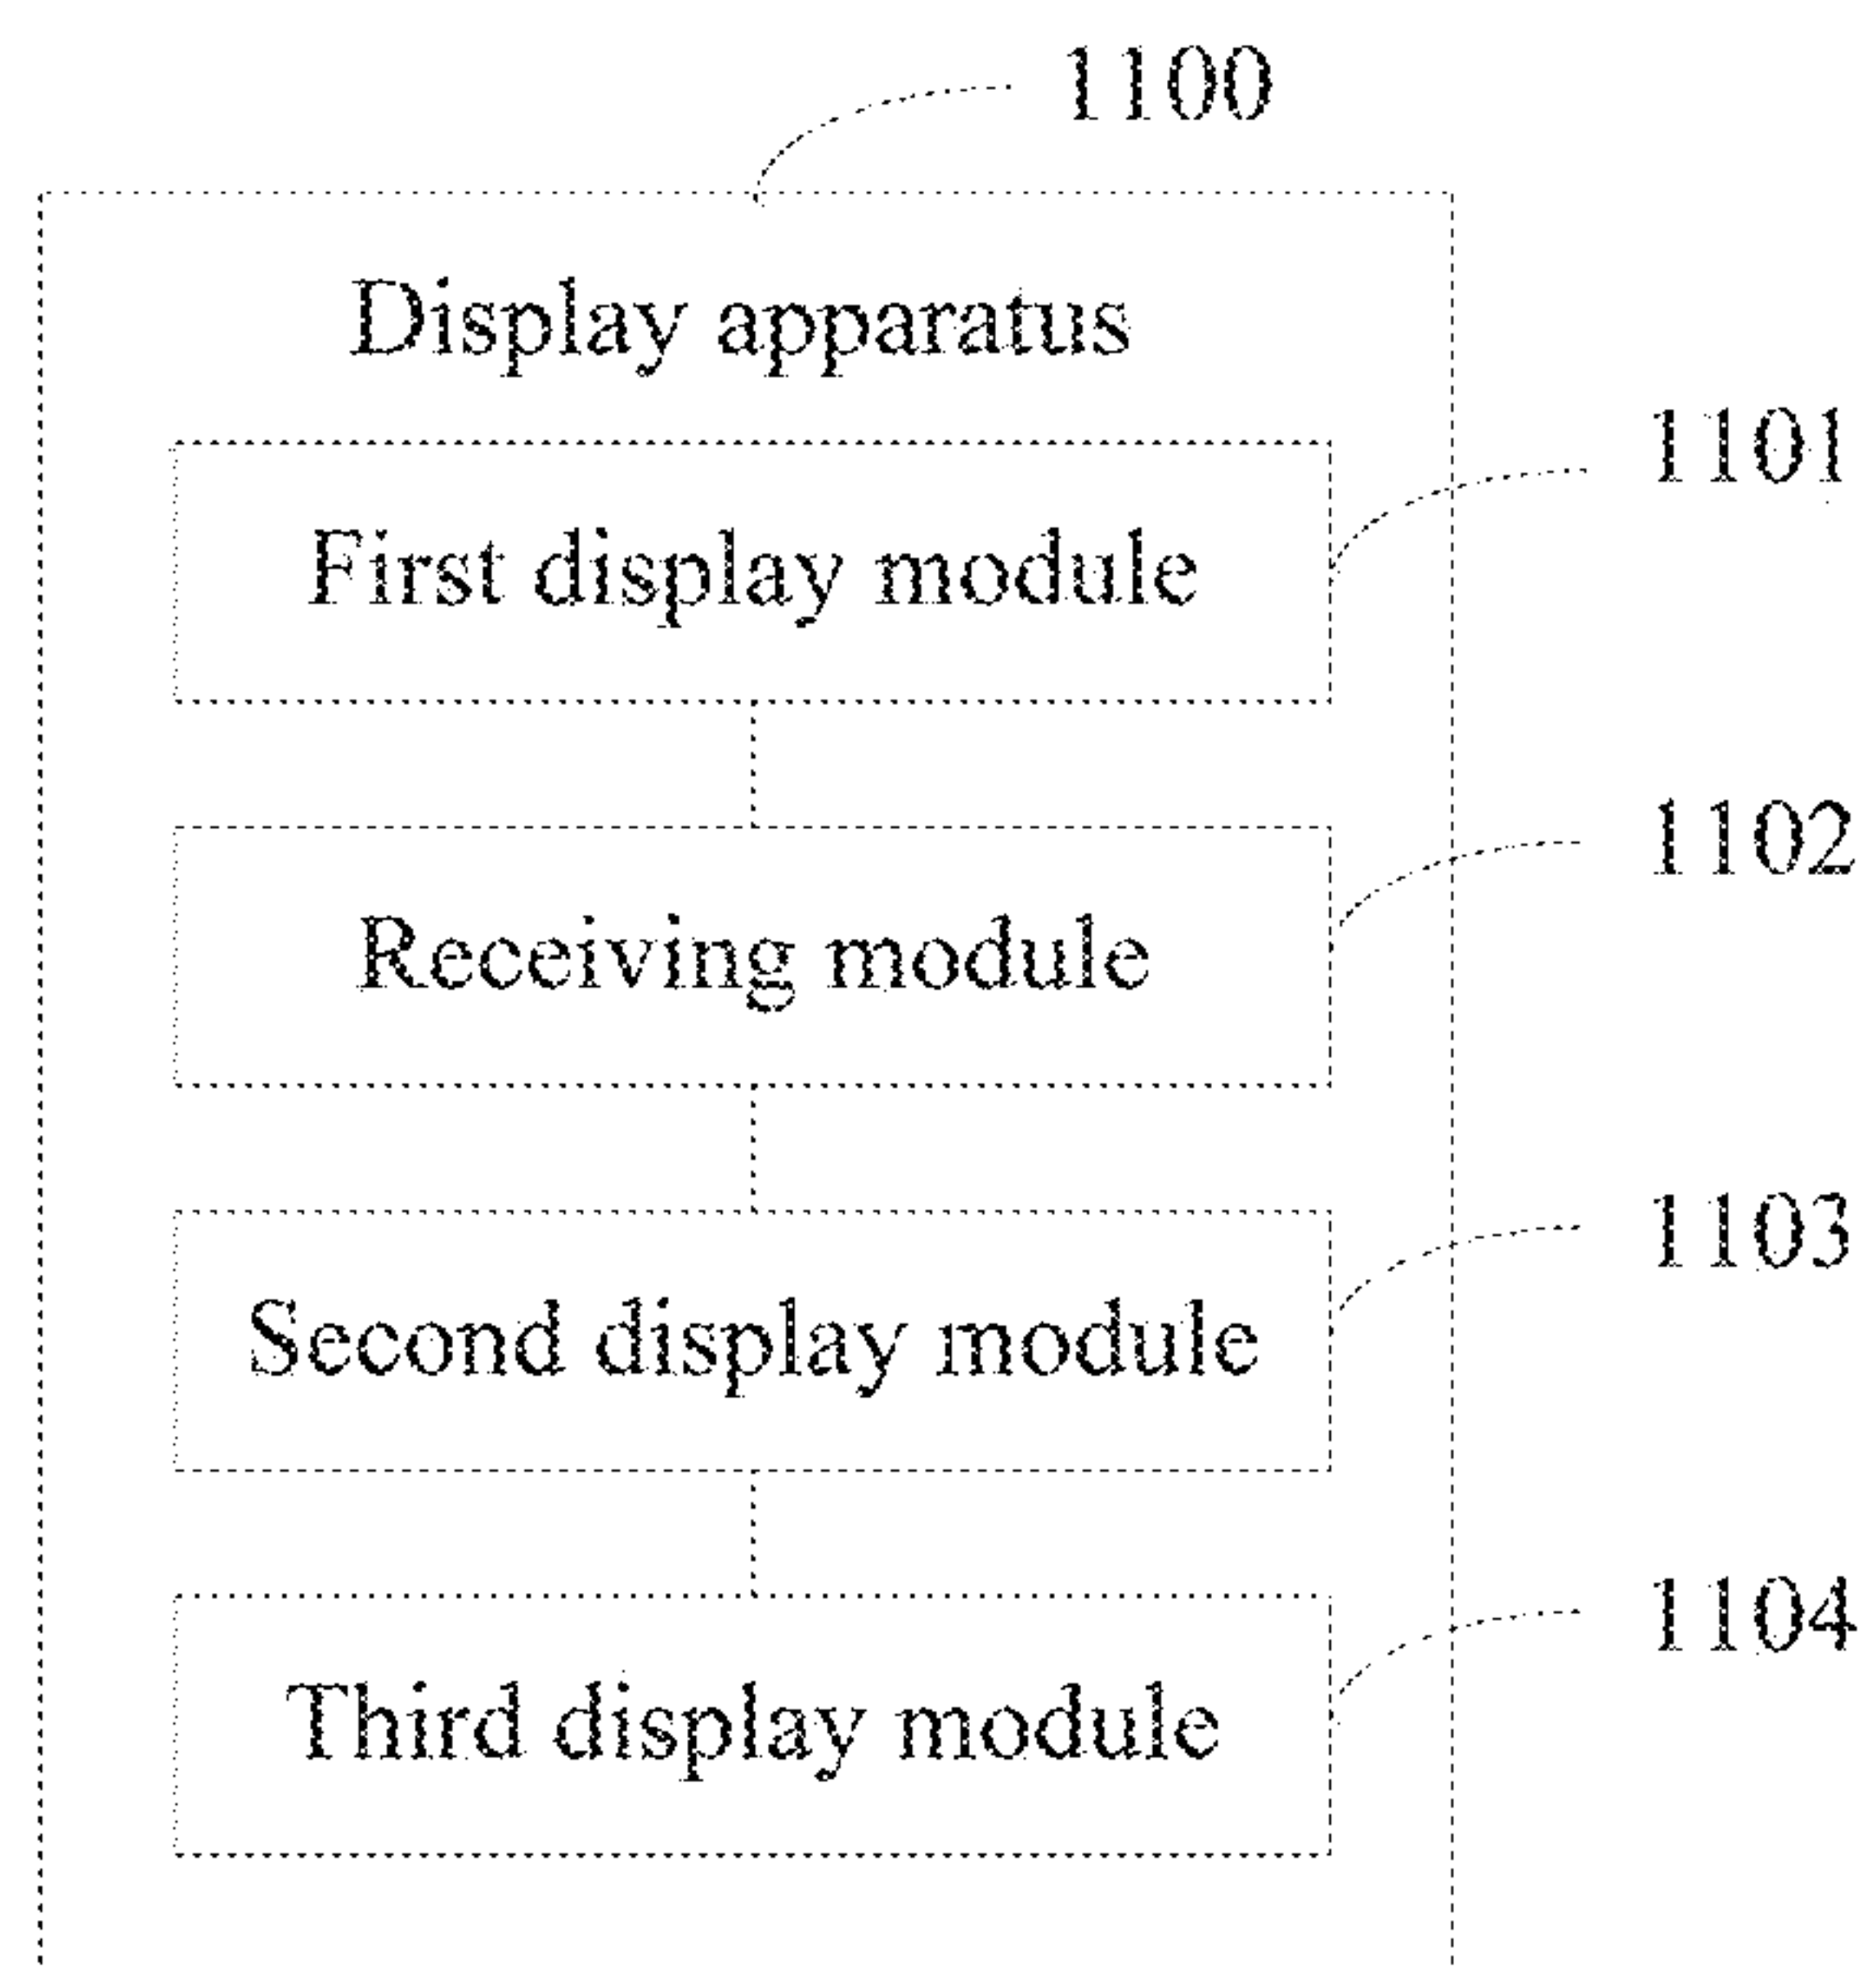 1100
Display apparatus
1101
First display module
1102
Receiving module
1103
Second display module
1104
Third display module